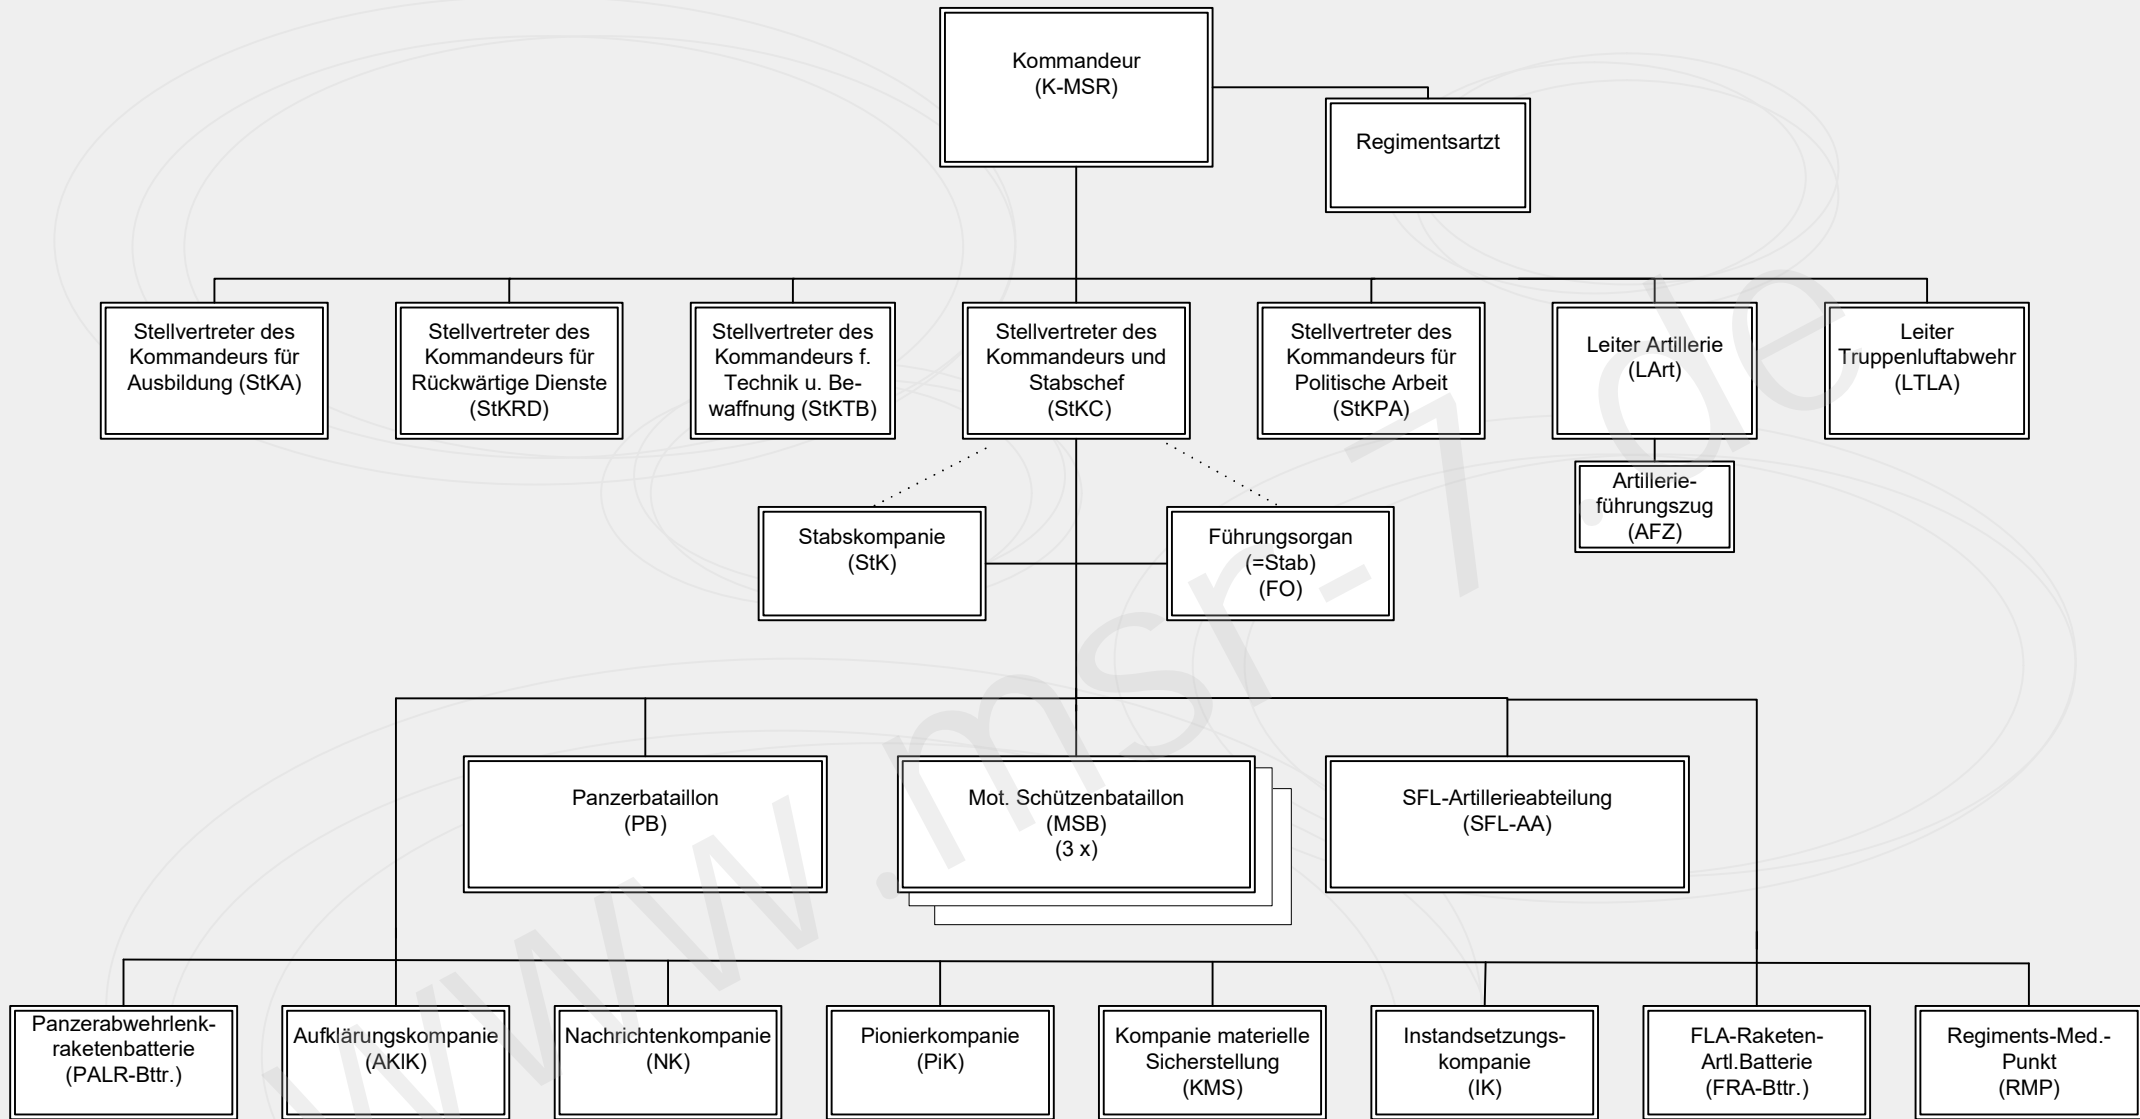 Kommandeur
(K-MSR)
Regimentsartzt
Stellvertreter des
Kommandeurs für
Ausbildung (StKA)
Stellvertreter des
Kommandeurs für
Rückwärtige Dienste
(StKRD)
Stellvertreter des
Kommandeurs f.
Technik u. Be-
waffnung (StKTB)
Stellvertreter des
Kommandeurs und
Stabschef
(StKC)
Stellvertreter des
Kommandeurs für
Politische Arbeit
(StKPA)
Leiter Artillerie
(LArt)
Leiter
Truppenluftabwehr
(LTLA)
Artillerie-
führungszug
(AFZ)
Stabskompanie
(StK)
Führungsorgan
(=Stab)
(FO)
Panzerbataillon
(PB)
Mot. Schützenbataillon
(MSB)
(3 x)
SFL-Artillerieabteilung
(SFL-AA)
Panzerabwehrlenk-
raketenbatterie
(PALR-Bttr.)
Aufklärungskompanie
(AKIK)
Nachrichtenkompanie
(NK)
Pionierkompanie
(PiK)
Kompanie materielle
Sicherstellung
(KMS)
Instandsetzungs-
kompanie
(IK)
FLA-Raketen-
Artl.Batterie
(FRA-Bttr.)
Regiments-Med.-
Punkt
(RMP)
www.msr-7.de